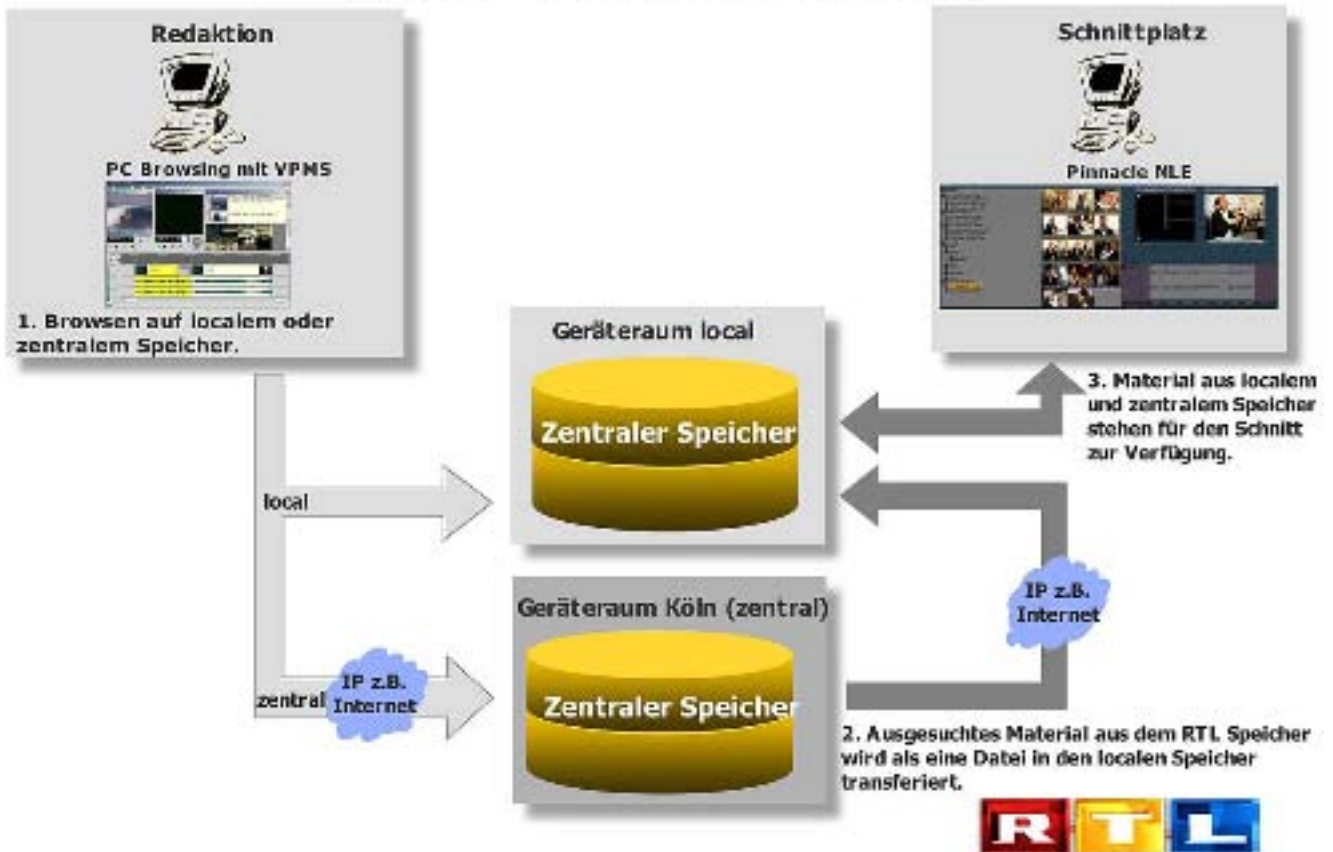 Redaktion
PC Browsing mit VPMS
1. Browsen auf localem oder
zentralem Speicher.
Schnittplatz
Pinnacle NLE
3. Material aus localem
und zentralem Speicher
stehen für den Schnitt
zur Verfügung.
Geräteraum local
Zentraler Speicher
local
Geräteraum Köln (zentral)
Zentraler Speicher
zentral
IP z.B.
Internet
IP z.B.
Internet
2. Ausgesuchtes Material aus dem RTL Speicher
wird als eine Datei in den localen Speicher
transferiert.
RTL